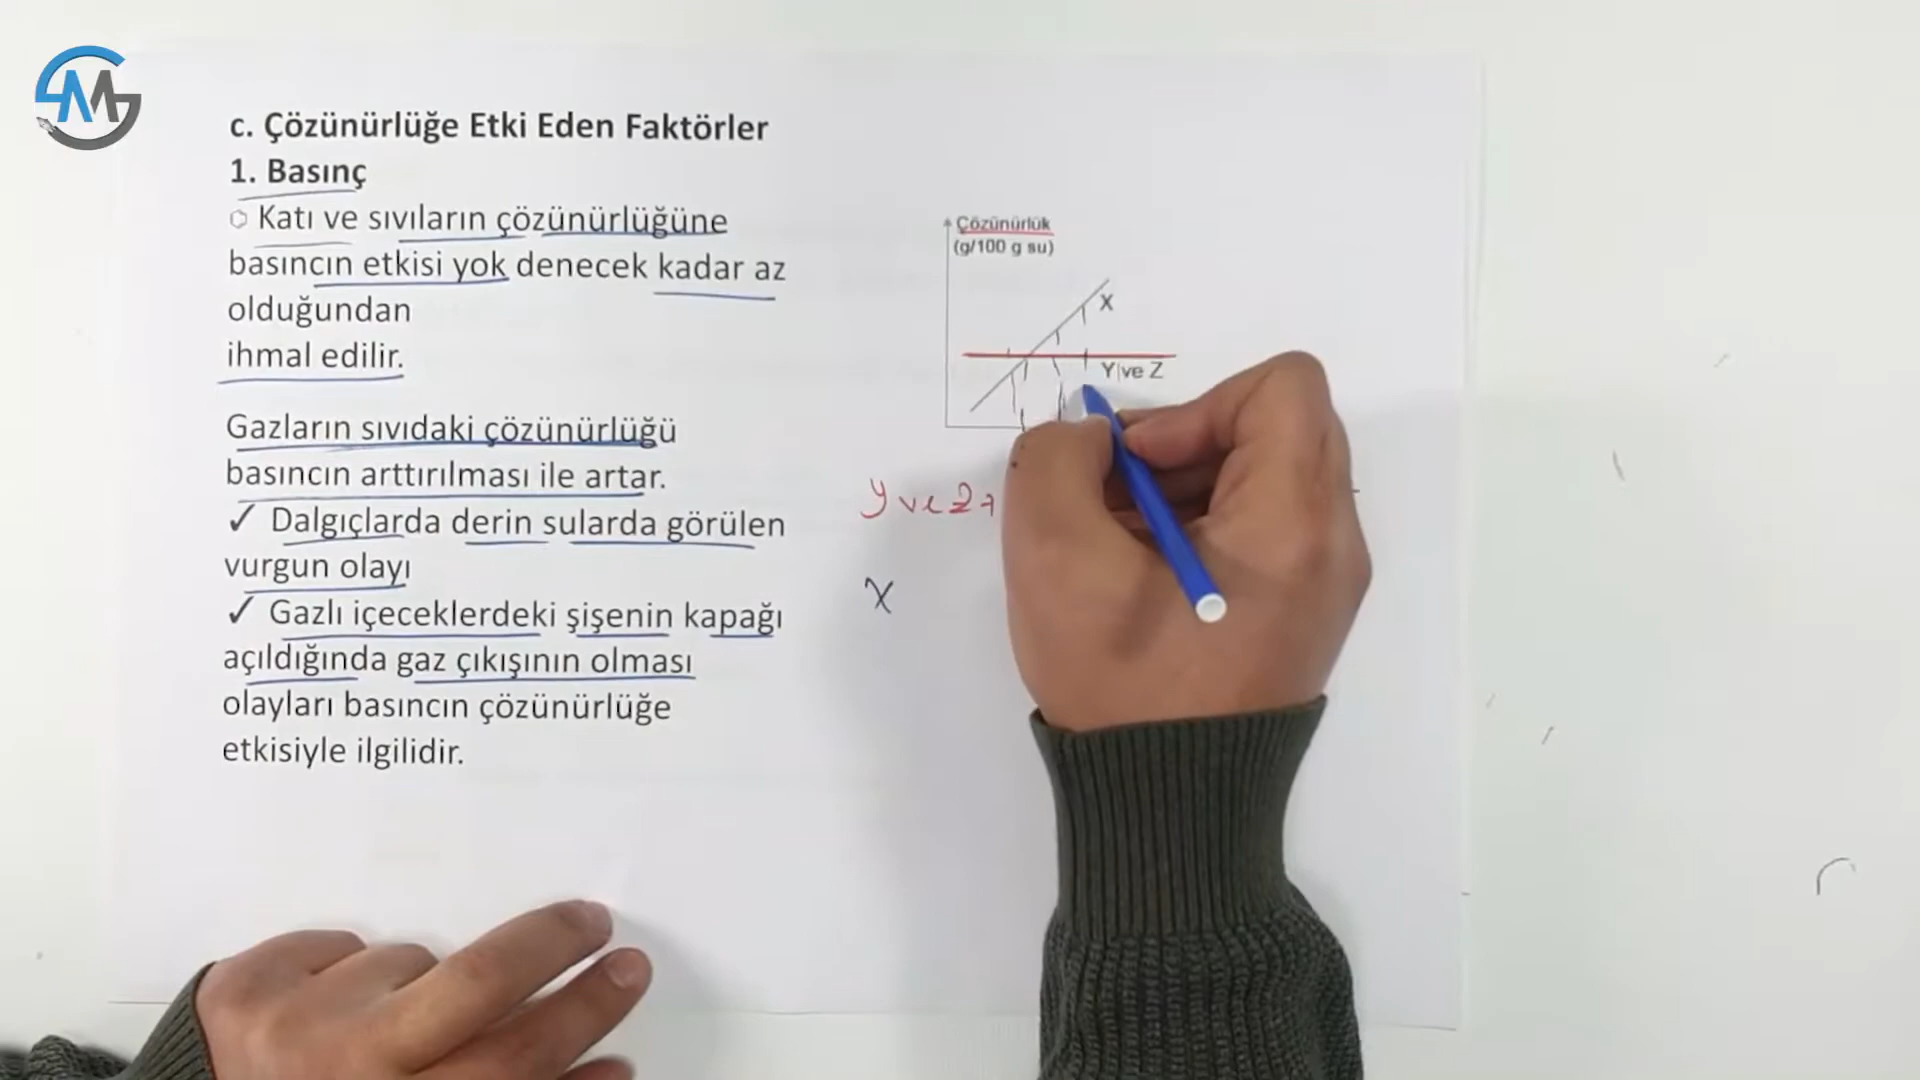 SMG
c. Çözünürlüğe Etki Eden Faktörler
1. Basınç
Katı ve sıvıların çözünürlüğüne
basıncın etkisi yok denecek kadar az
olduğundan
ihmal edilir.
Gazların sıvıdaki çözünürlüğü
basıncın arttırılması ile artar.
✓ Dalgıçlarda derin sularda görülen
vurgun olayı
✓ Gazlı içeceklerdeki şişenin kapağı
açıldığında gaz çıkışının olması
olayları basıncın çözünürlüğe
etkisiyle ilgilidir.
Çözünürlük
(g/100 g su)
X
Y ve Z
Y ve Z
X